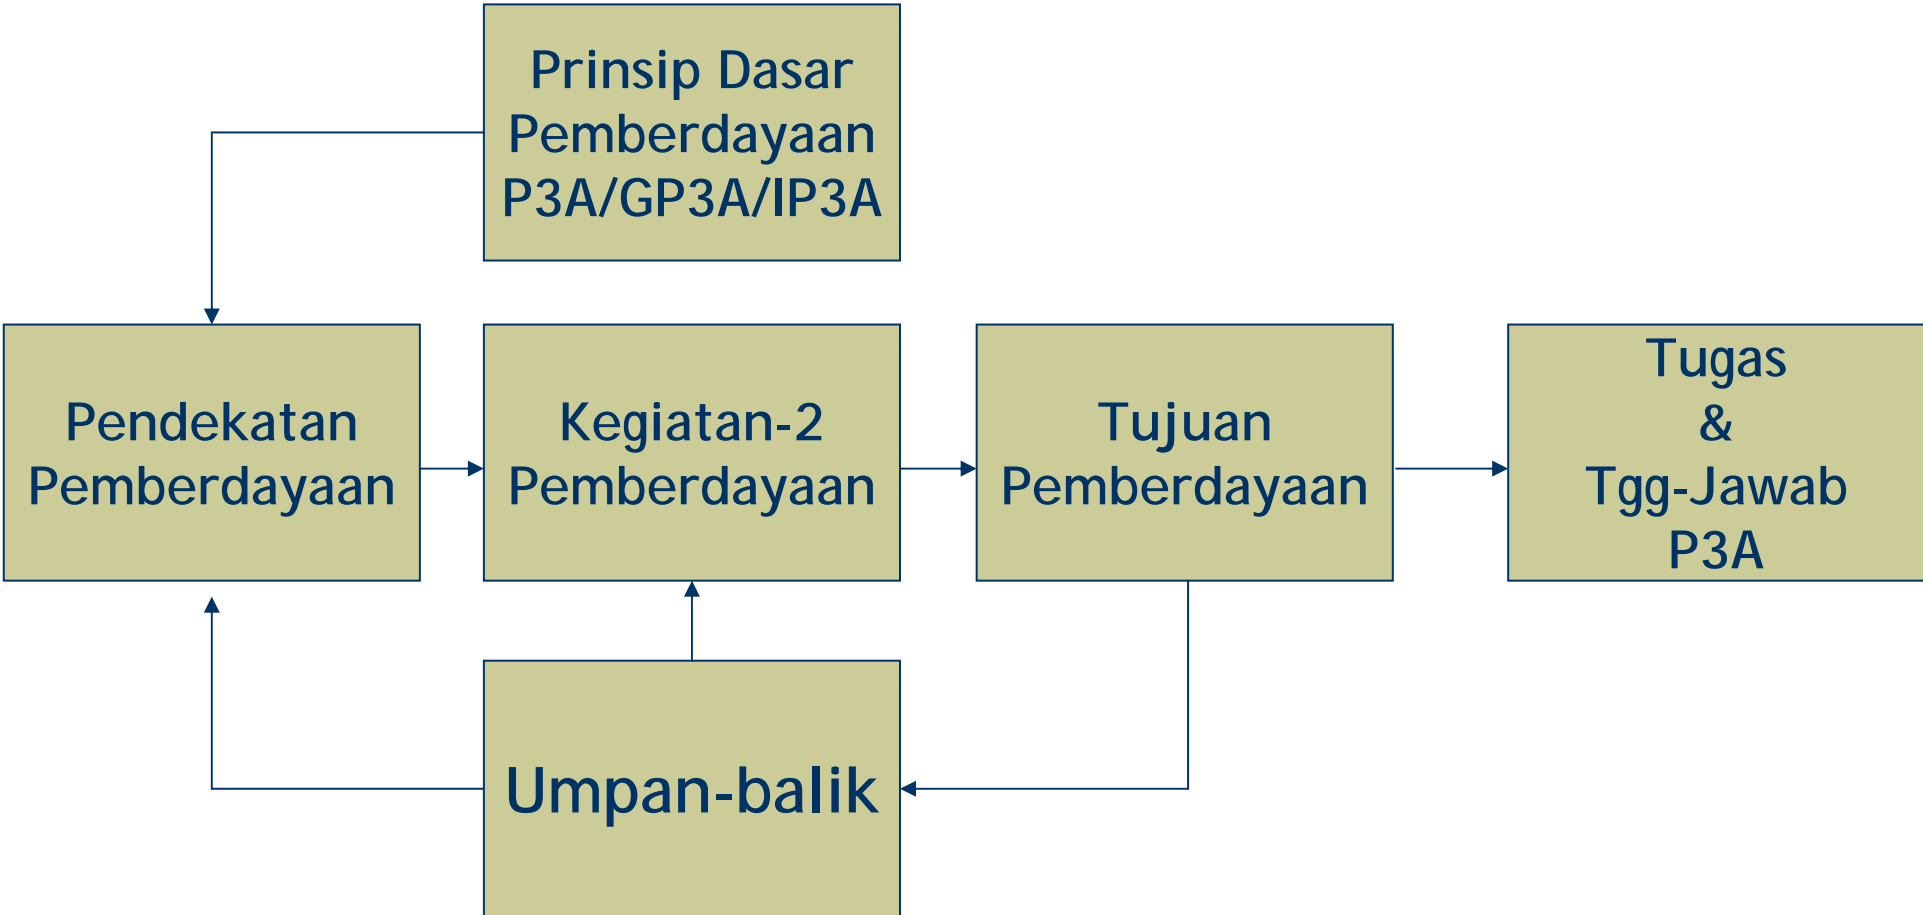 Prinsip Dasar
Pemberdayaan
P3A/GP3A/IP3A
Pendekatan
Pemberdayaan
Kegiatan-2
Pemberdayaan
Tujuan
Pemberdayaan
Tugas
&
Tgg-Jawab
P3A
Umpan-balik